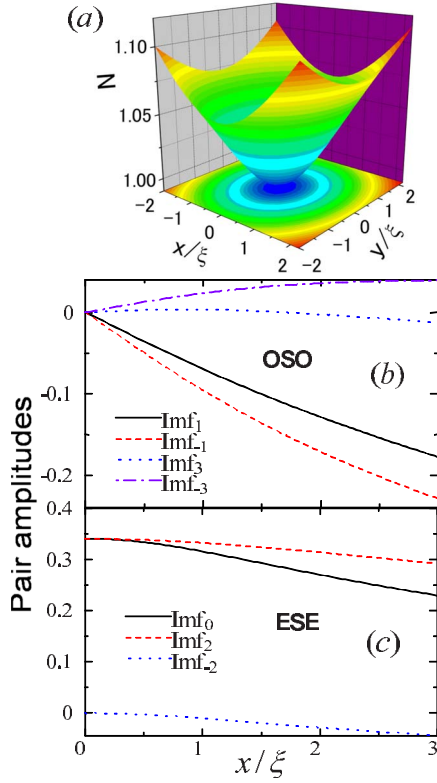 (a)
N
1.10
1.05
1.00
-2 -1 0 1 2
x/ξ
-2 -1 0 1 2
y/ξ
Pair amplitudes
0
-0.1
-0.2
OSO
(b)
Imf1
Imf-1
Imf3
Imf-3
0.4
0.3
0.2
0.1
0
ESE
(c)
Imf0
Imf2
Imf-2
0 1 2 3
x/ξ